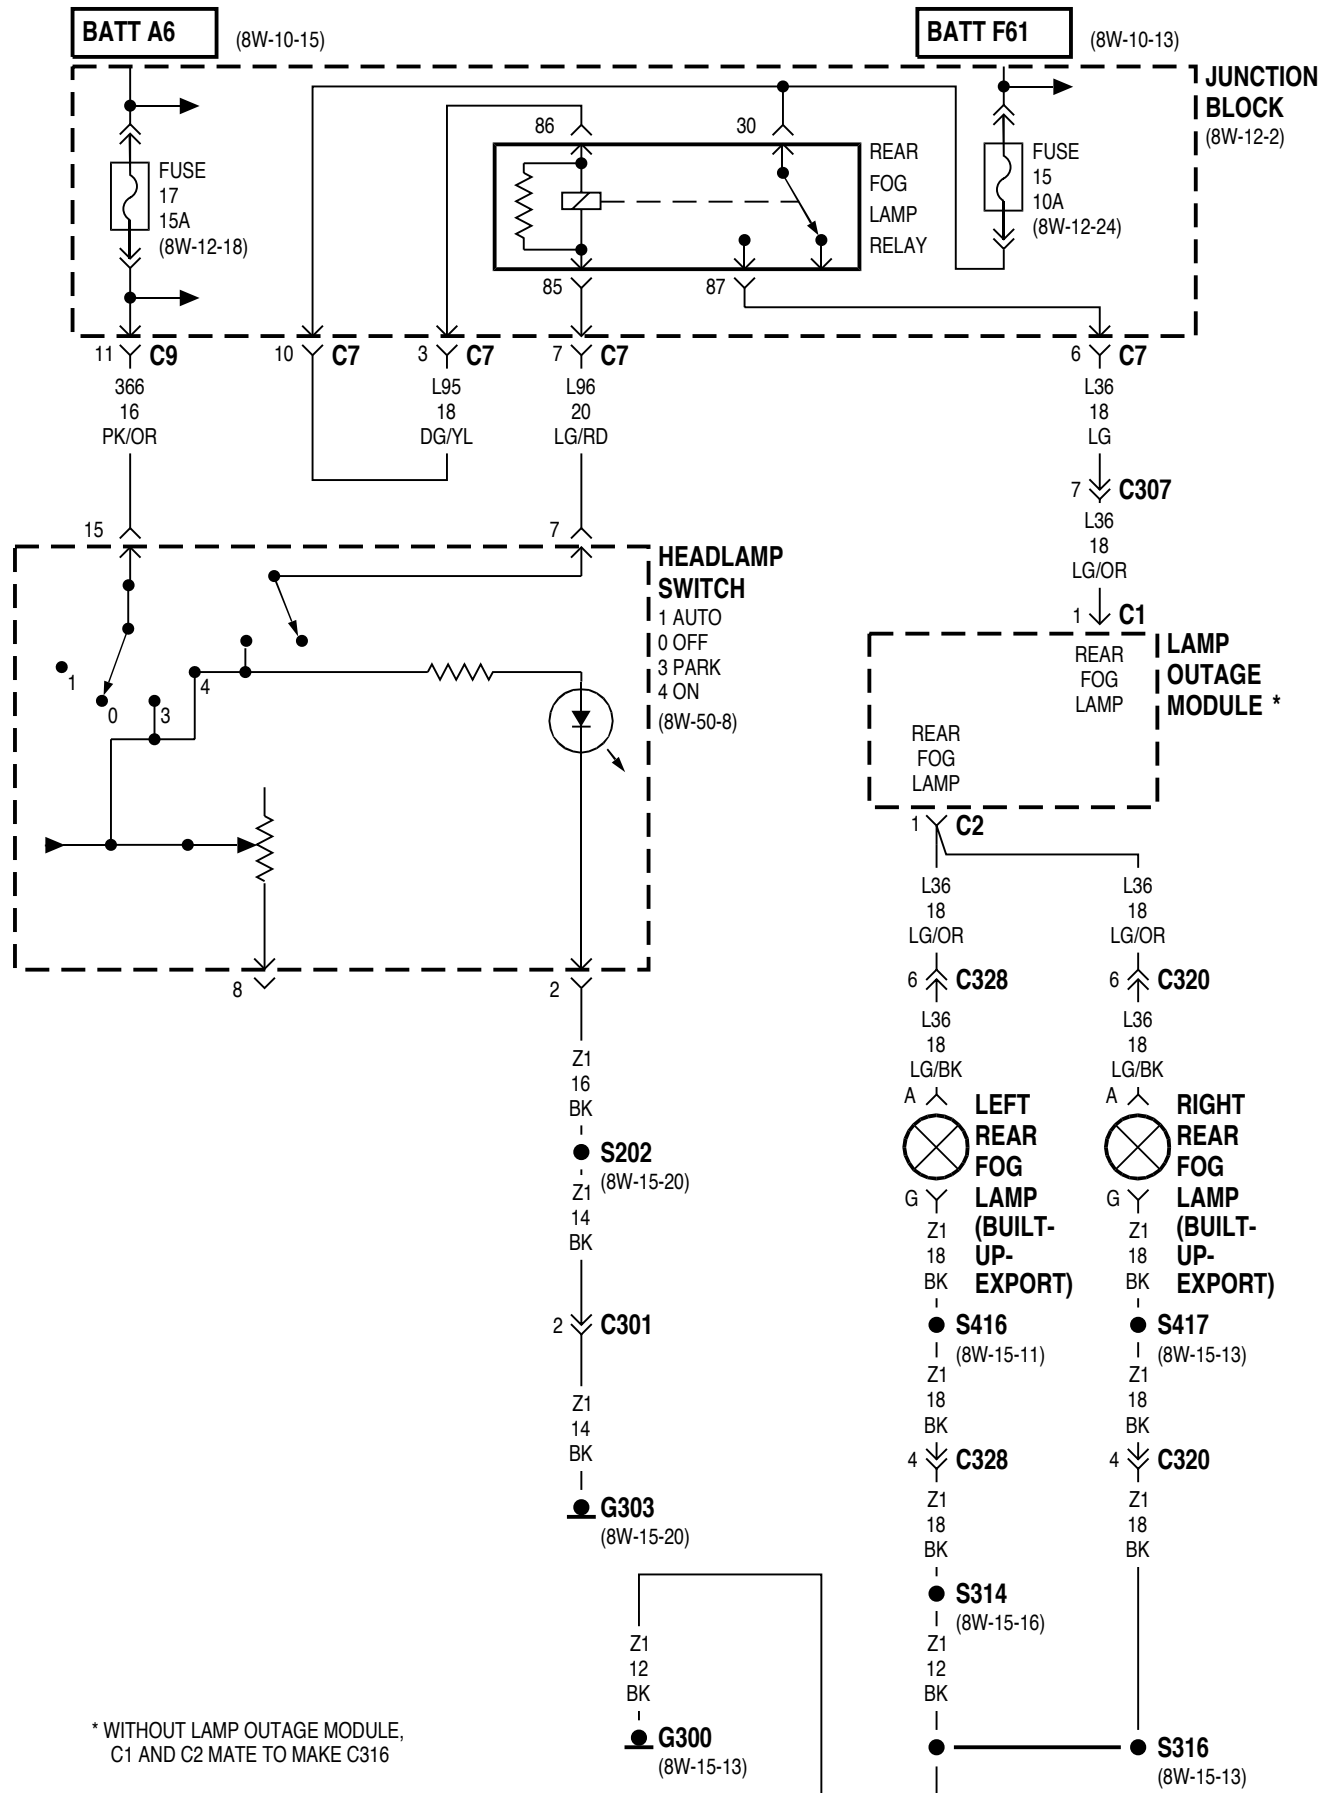 BATT A6
(8W-10-15)
BATT F61
(8W-10-13)
JUNCTION
BLOCK
(8W-12-2)
FUSE
17
15A
(8W-12-18)
86
30
REAR
FOG
LAMP
RELAY
FUSE
15
10A
(8W-12-24)
85
87
11 C9
10 C7
3 C7
7 C7
6 C7
366
16
PK/OR
L95
18
DG/YL
L96
20
LG/RD
L36
18
LG
7 C307
L36
18
LG/OR
1 C1
15
7
HEADLAMP
SWITCH
1 AUTO
0 OFF
3 PARK
4 ON
(8W-50-8)
1
0
3
4
8
2
REAR
FOG
LAMP
LAMP
OUTAGE
MODULE *
REAR
FOG
LAMP
1 C2
L36
18
LG/OR
L36
18
LG/OR
6 C328
6 C320
L36
18
LG/BK
L36
18
LG/BK
A
A
LEFT
REAR
FOG
LAMP
(BUILT-
UP-
EXPORT)
RIGHT
REAR
FOG
LAMP
(BUILT-
UP-
EXPORT)
G
G
Z1
18
BK
Z1
18
BK
S416
(8W-15-11)
S417
(8W-15-13)
Z1
18
BK
Z1
18
BK
4 C328
4 C320
Z1
18
BK
Z1
18
BK
S314
(8W-15-16)
Z1
12
BK
S316
(8W-15-13)
Z1
16
BK
S202
(8W-15-20)
Z1
14
BK
2 C301
Z1
14
BK
G303
(8W-15-20)
Z1
12
BK
G300
(8W-15-13)
* WITHOUT LAMP OUTAGE MODULE,
C1 AND C2 MATE TO MAKE C316